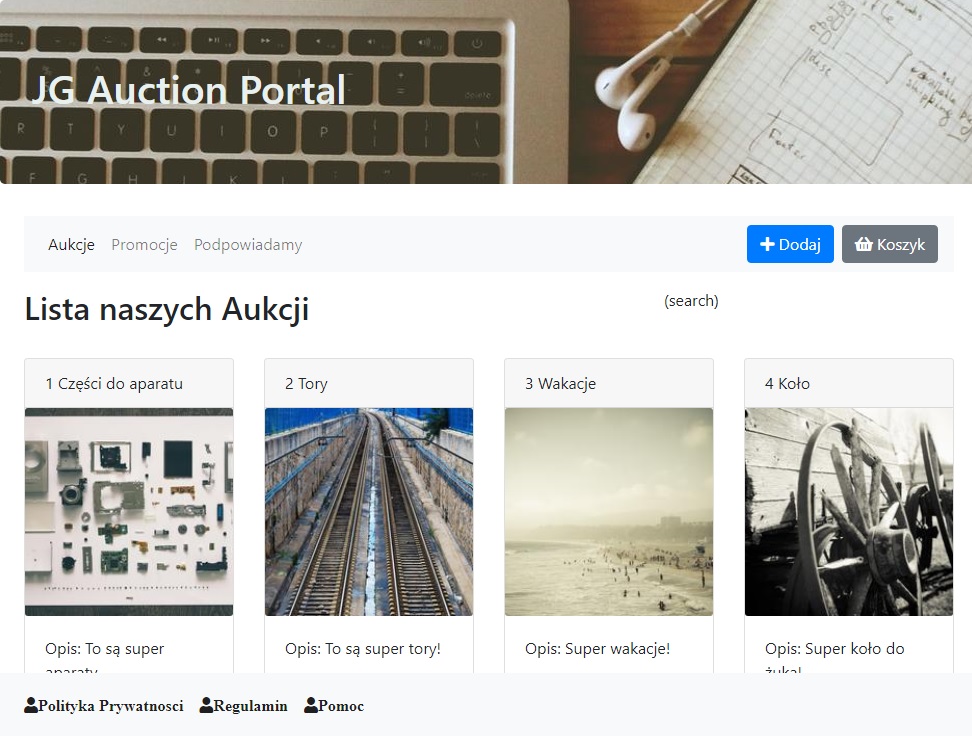 JG Auction Portal
R T Y U I O P
F G H J K L
Aukcje Promocje Podpowiadamy Dodaj Koszyk
Lista naszych Aukcji
(search)
1 Części do aparatu
2 Tory
3 Wakacje
4 Koło
Opis: To są super
Opis: To są super tory!
Opis: Super wakacje!
Opis: Super koło do
Polityka Prywatnosci Regulamin Pomoc